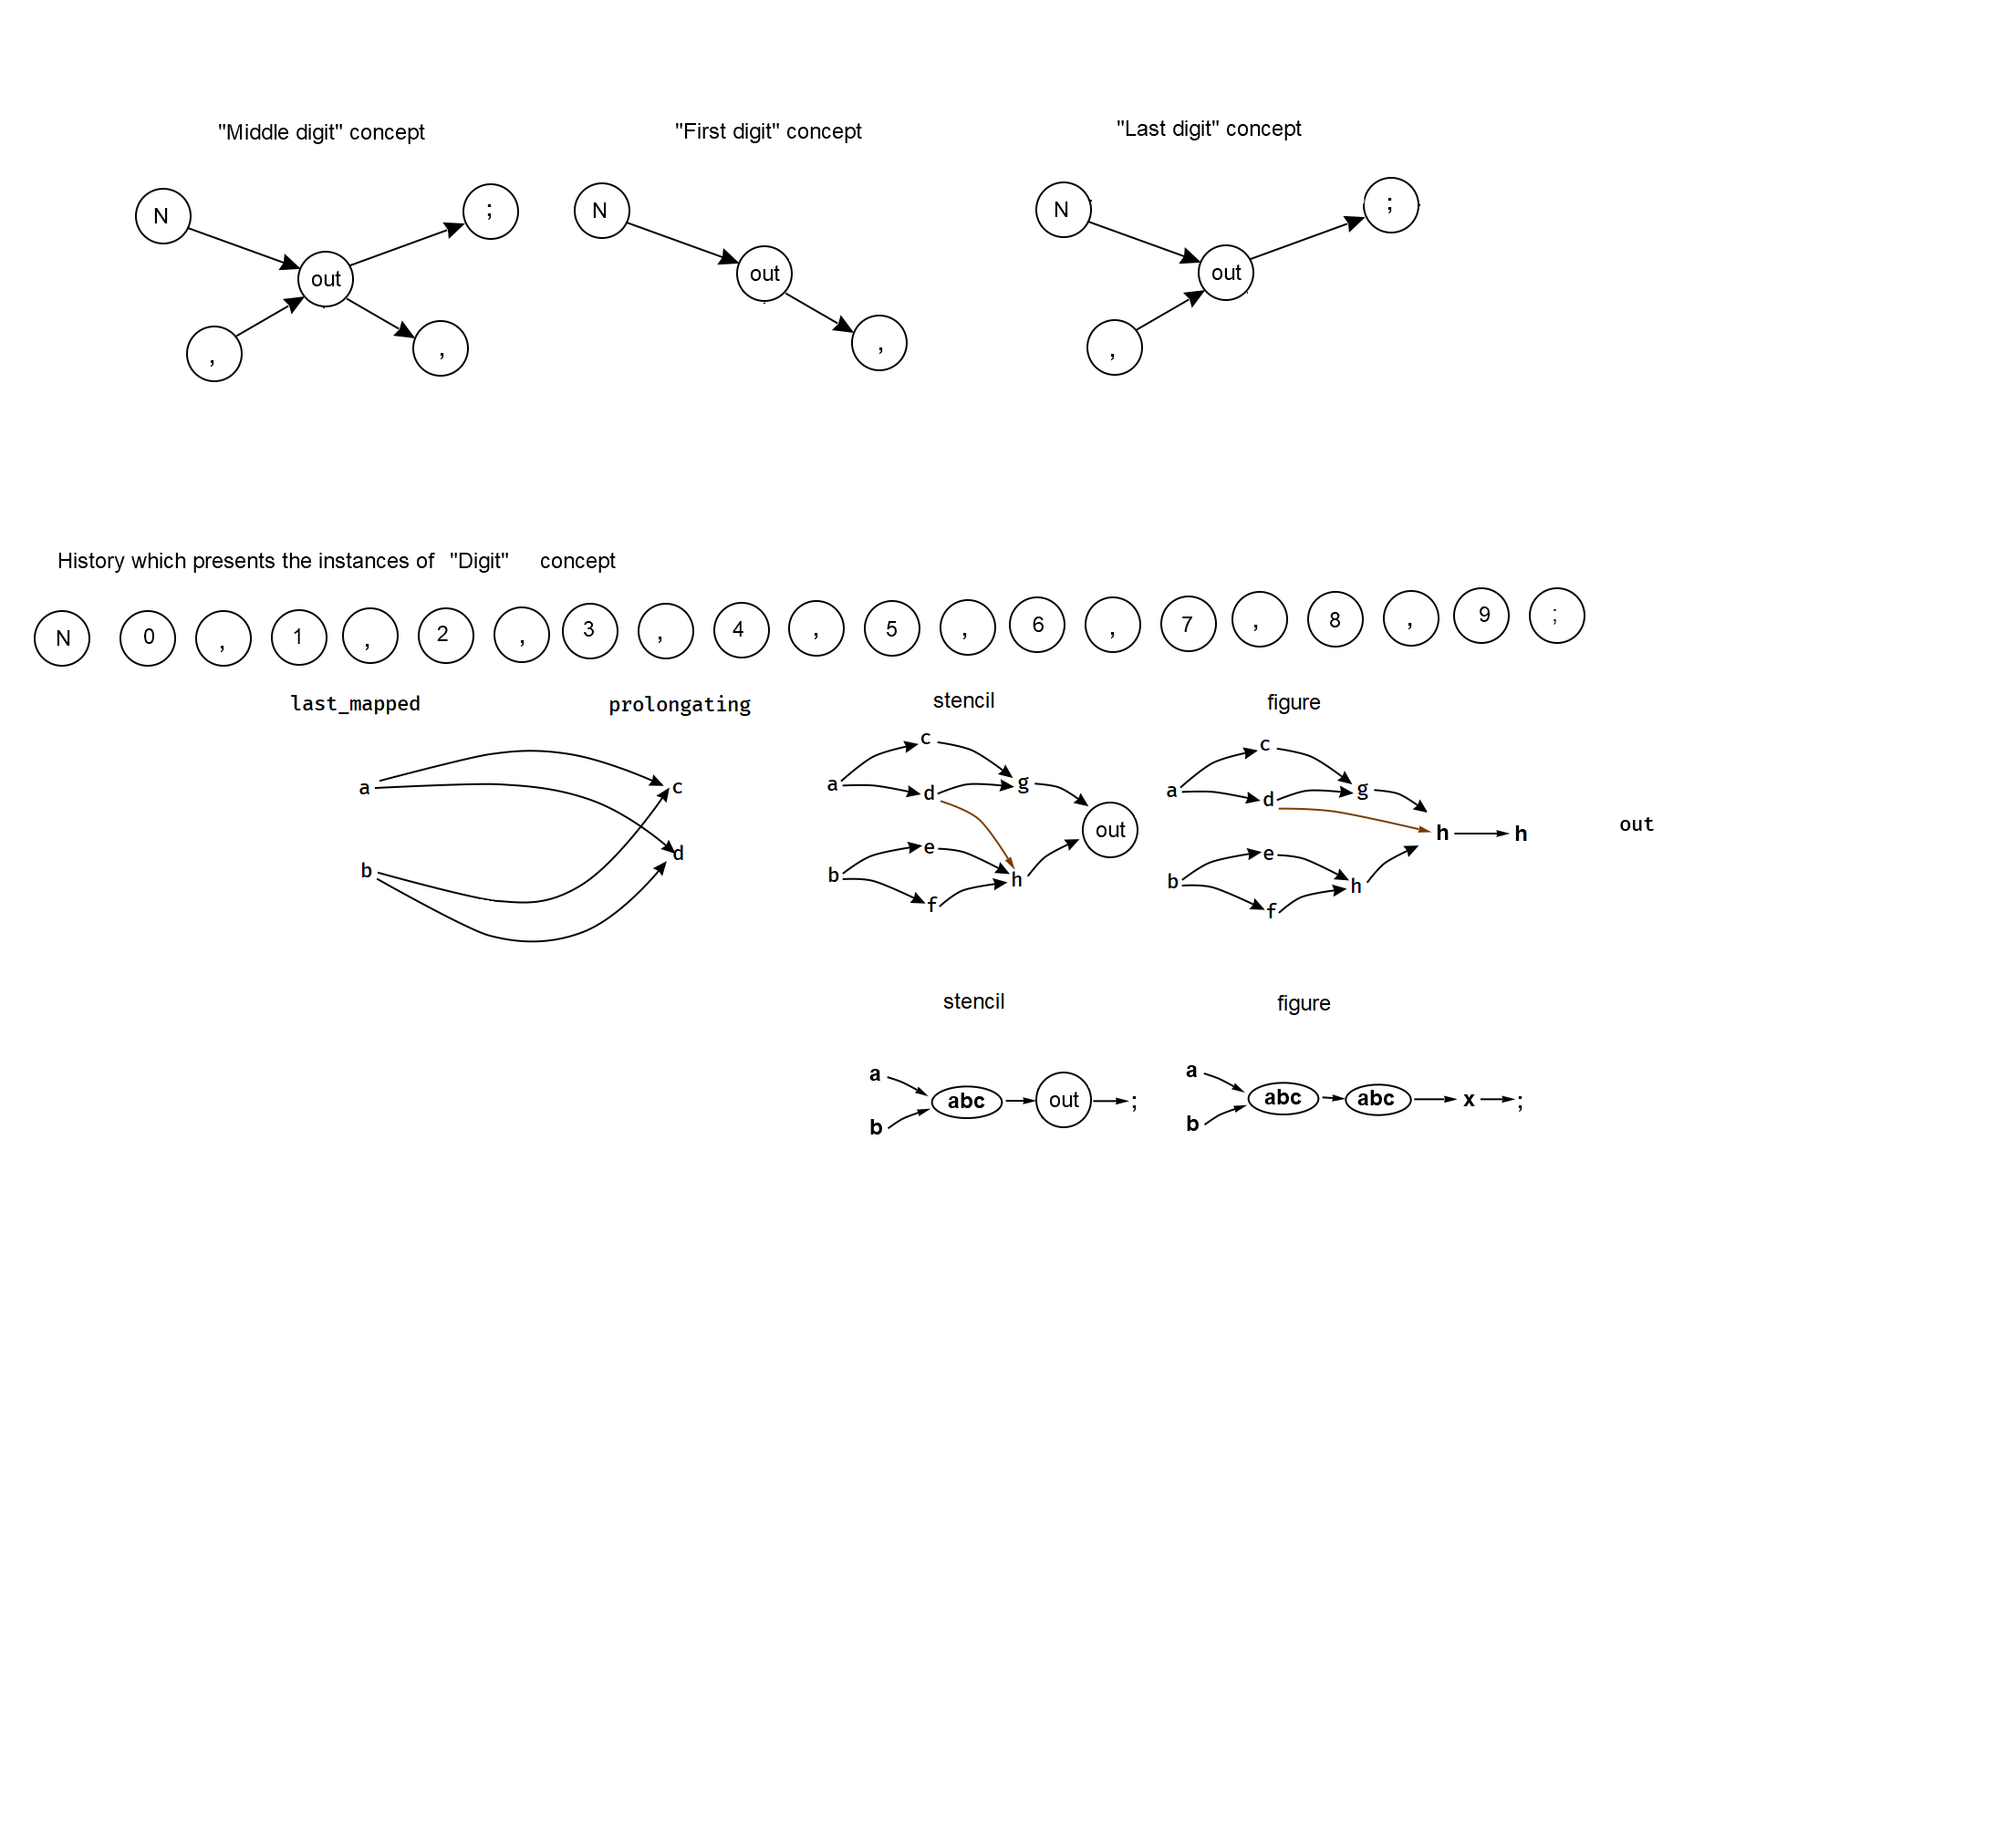 "Middle digit" concept
"First digit" concept
"Last digit" concept
N ; out , ,
N out ,
N ; out ,
History which presents the instances of "Digit" concept
N 0 , 1 , 2 , 3 , 4 , 5 , 6 , 7 , 8 , 9 ;
last_mapped
prolongating
stencil
figure
a c
b d
a c d g out
b e f h
a c d g h h
b e f h
out
stencil
figure
a
b
abc out ;
a
b
abc abc x ;